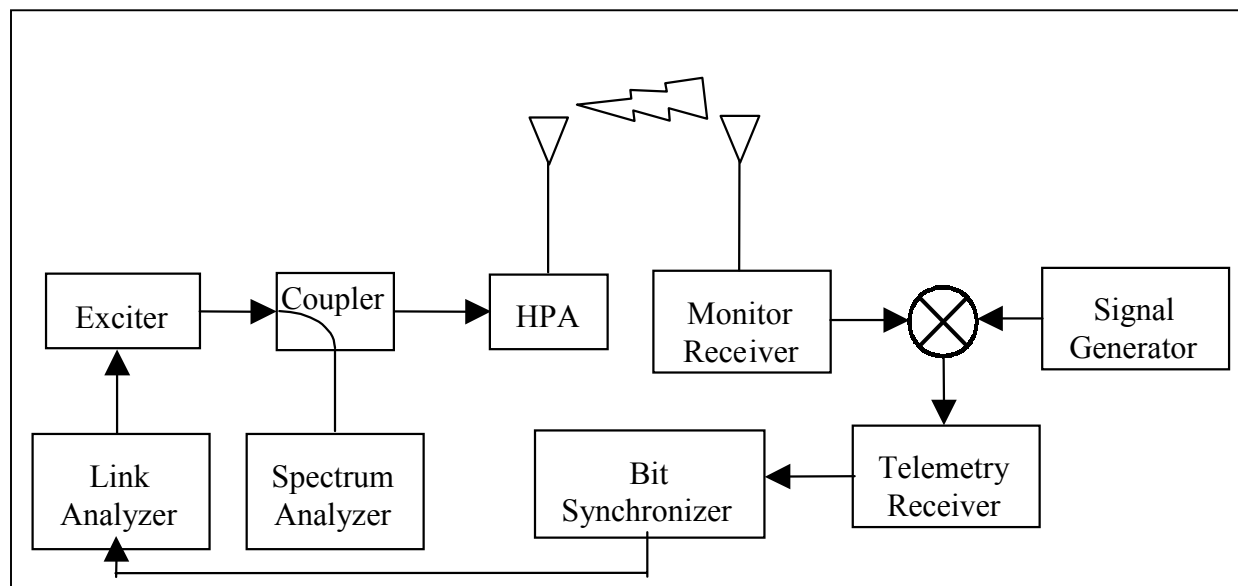 Exciter
Coupler
HPA
Monitor
Receiver
Signal
Generator
Link
Analyzer
Spectrum
Analyzer
Bit
Synchronizer
Telemetry
Receiver